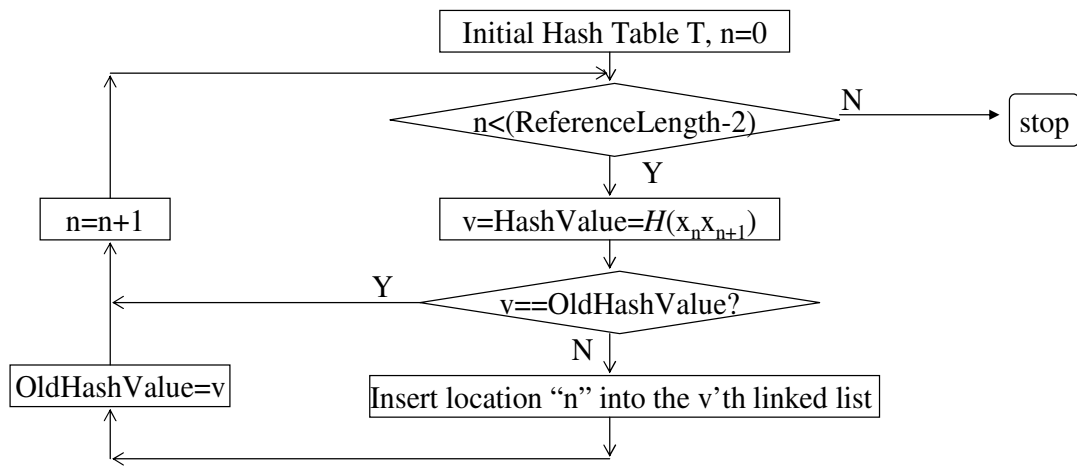 Initial Hash Table T, n=0
n<(ReferenceLength-2)
N
stop
Y
n=n+1
v=HashValue=H(xₙxₙ₊₁)
Y
v==OldHashValue?
N
OldHashValue=v
Insert location “n” into the v’th linked list